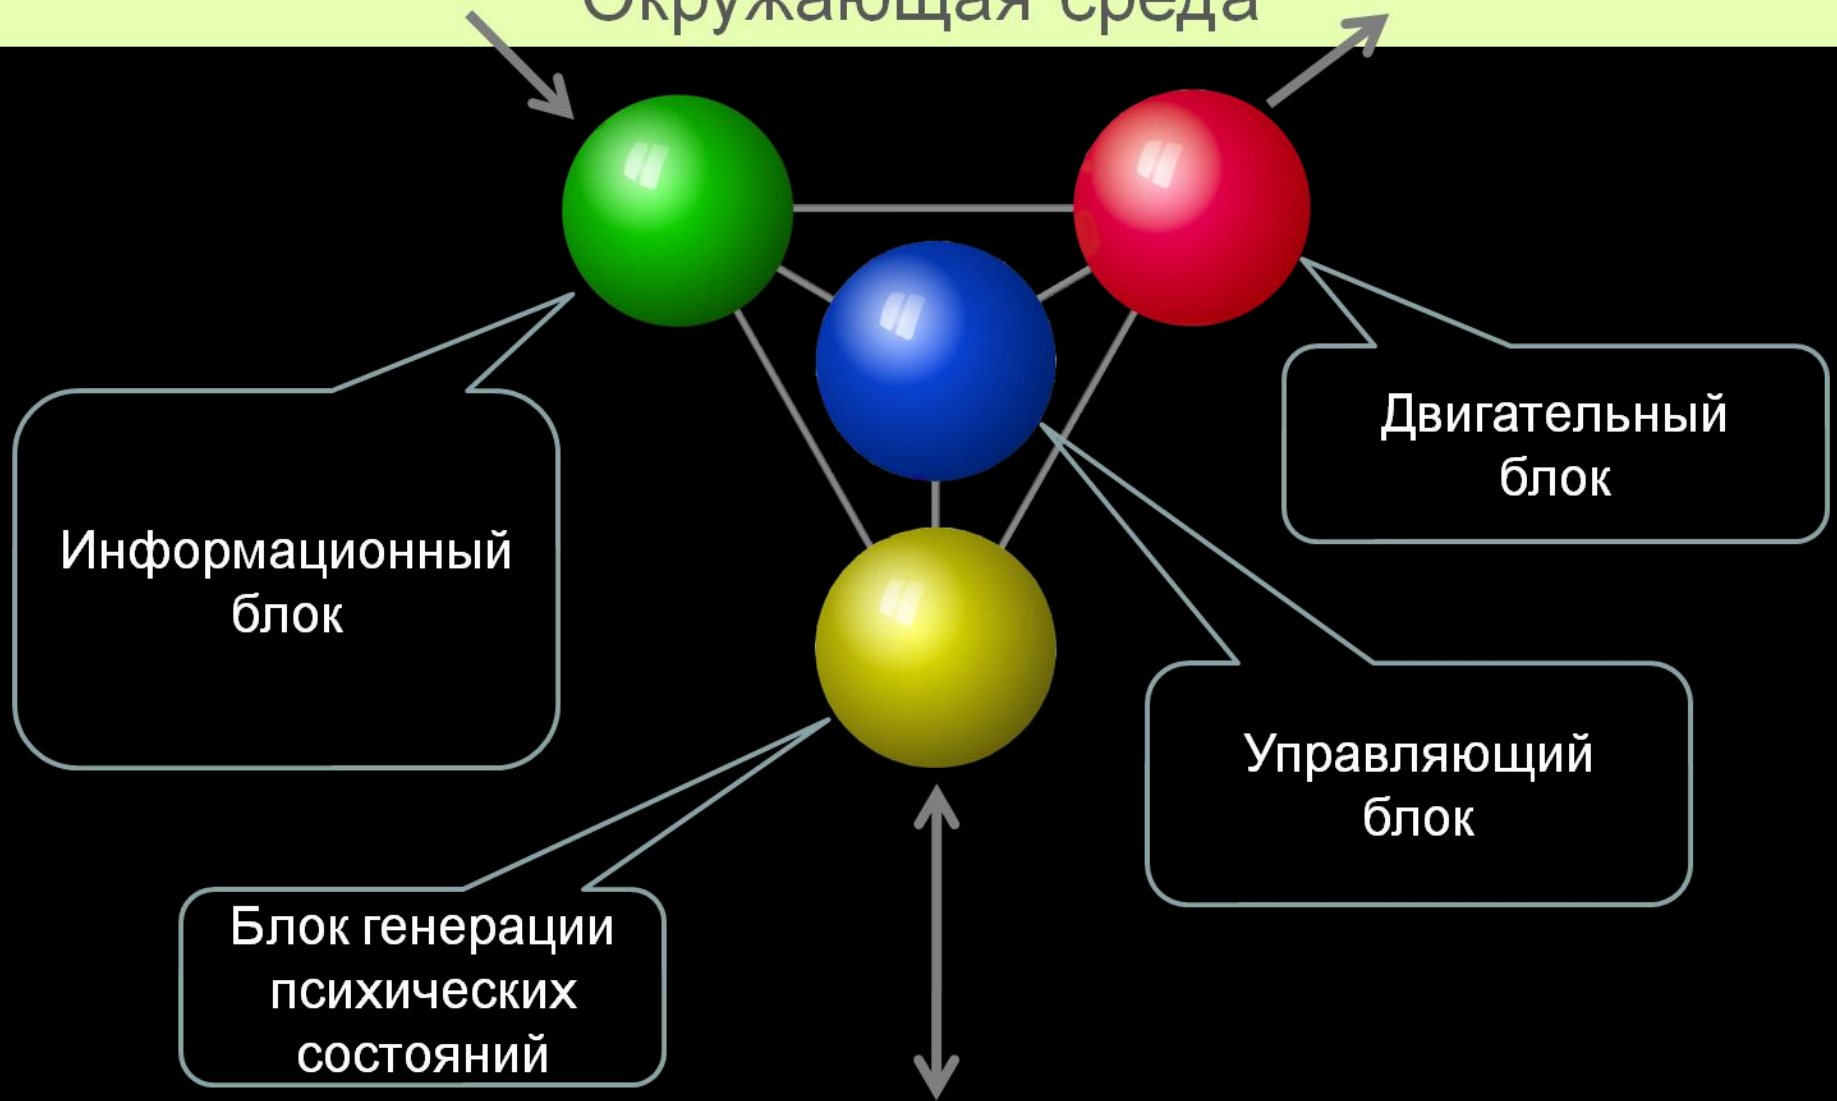 Окружающая среда
Двигательный
блок
Информационный
блок
Управляющий
блок
Блок генерации
психических
состояний